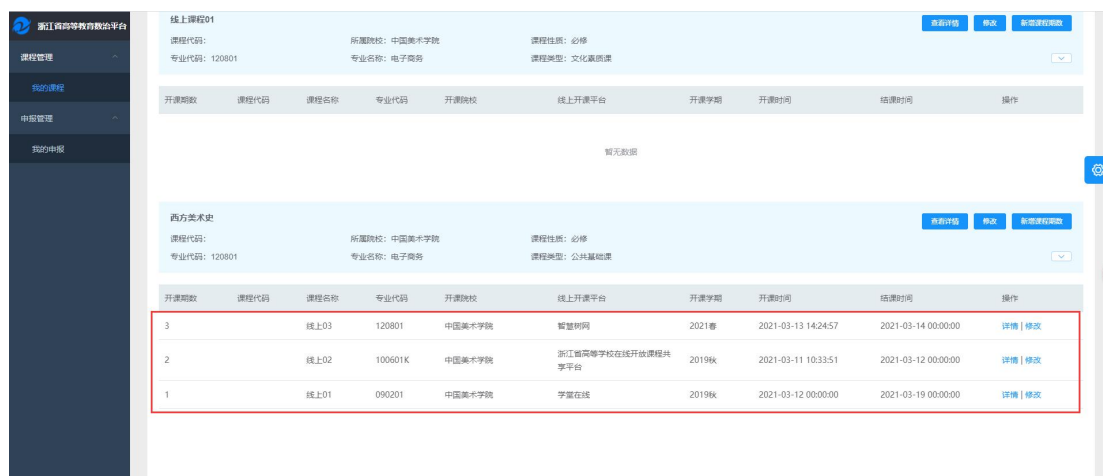 浙江省高等教育数治平台
课程管理
我的课程
申报管理
我的申报
线上课程01
查看详情 修改 新增课程期数
课程代码: 所属院校：中国美术学院 课程性质：必修
专业代码：120801 专业名称：电子商务 课程类型：文化素质课
开课期数 课程代码 课程名称 专业代码 开课院校 线上开课平台 开课学期 开课时间 结课时间 操作
暂无数据
西方美术史
查看详情 修改 新增课程期数
课程代码: 所属院校：中国美术学院 课程性质：必修
专业代码：120801 专业名称：电子商务 课程类型：公共基础课
开课期数 课程代码 课程名称 专业代码 开课院校 线上开课平台 开课学期 开课时间 结课时间 操作
3 线上03 120801 中国美术学院 智慧树网 2021春 2021-03-13 14:24:57 2021-03-14 00:00:00 详情 | 修改
2 线上02 100601K 中国美术学院 浙江省高等学校在线开放课程共 2019秋 2021-03-11 10:33:51 2021-03-12 00:00:00 详情 | 修改
享平台
1 线上01 090201 中国美术学院 学堂在线 2019秋 2021-03-12 00:00:00 2021-03-19 00:00:00 详情 | 修改